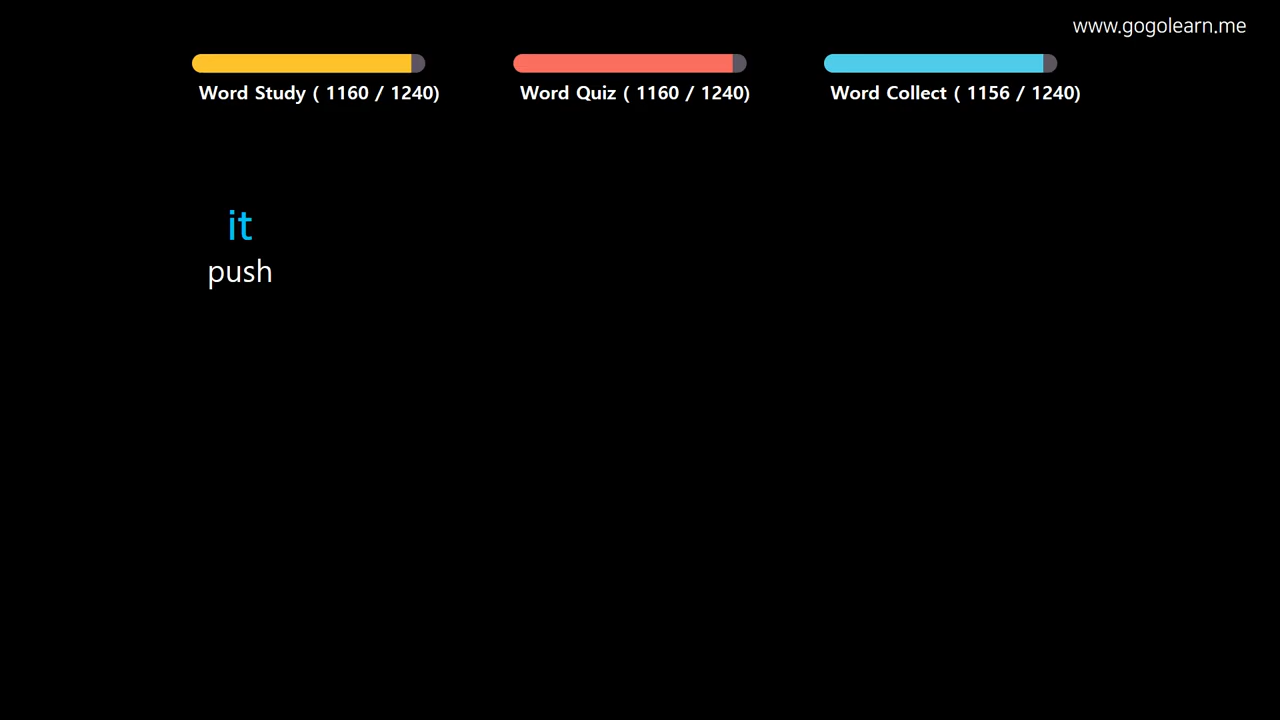 www.gogolearn.me
Word Study ( 1160 / 1240)
Word Quiz ( 1160 / 1240)
Word Collect ( 1156 / 1240)
it
push